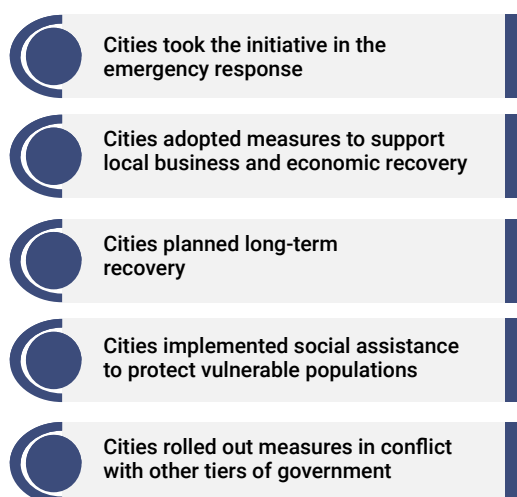 Cities took the initiative in the
emergency response
Cities adopted measures to support
local business and economic recovery
Cities planned long-term
recovery
Cities implemented social assistance
to protect vulnerable populations
Cities rolled out measures in conflict
with other tiers of government